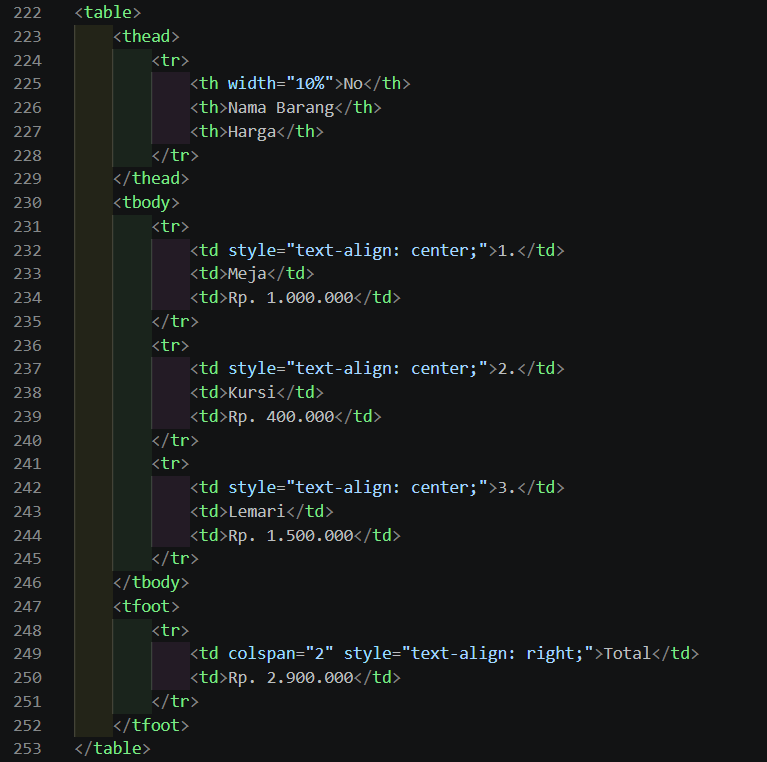 222 <table>
223 <thead>
224 <tr>
225 <th width="10%">No</th>
226 <th>Nama Barang</th>
227 <th>Harga</th>
228 </tr>
229 </thead>
230 <tbody>
231 <tr>
232 <td style="text-align: center;">1.</td>
233 <td>Meja</td>
234 <td>Rp. 1.000.000</td>
235 </tr>
236 <tr>
237 <td style="text-align: center;">2.</td>
238 <td>Kursi</td>
239 <td>Rp. 400.000</td>
240 </tr>
241 <tr>
242 <td style="text-align: center;">3.</td>
243 <td>Lemari</td>
244 <td>Rp. 1.500.000</td>
245 </tr>
246 </tbody>
247 <tfoot>
248 <tr>
249 <td colspan="2" style="text-align: right;">Total</td>
250 <td>Rp. 2.900.000</td>
251 </tr>
252 </tfoot>
253 </table>